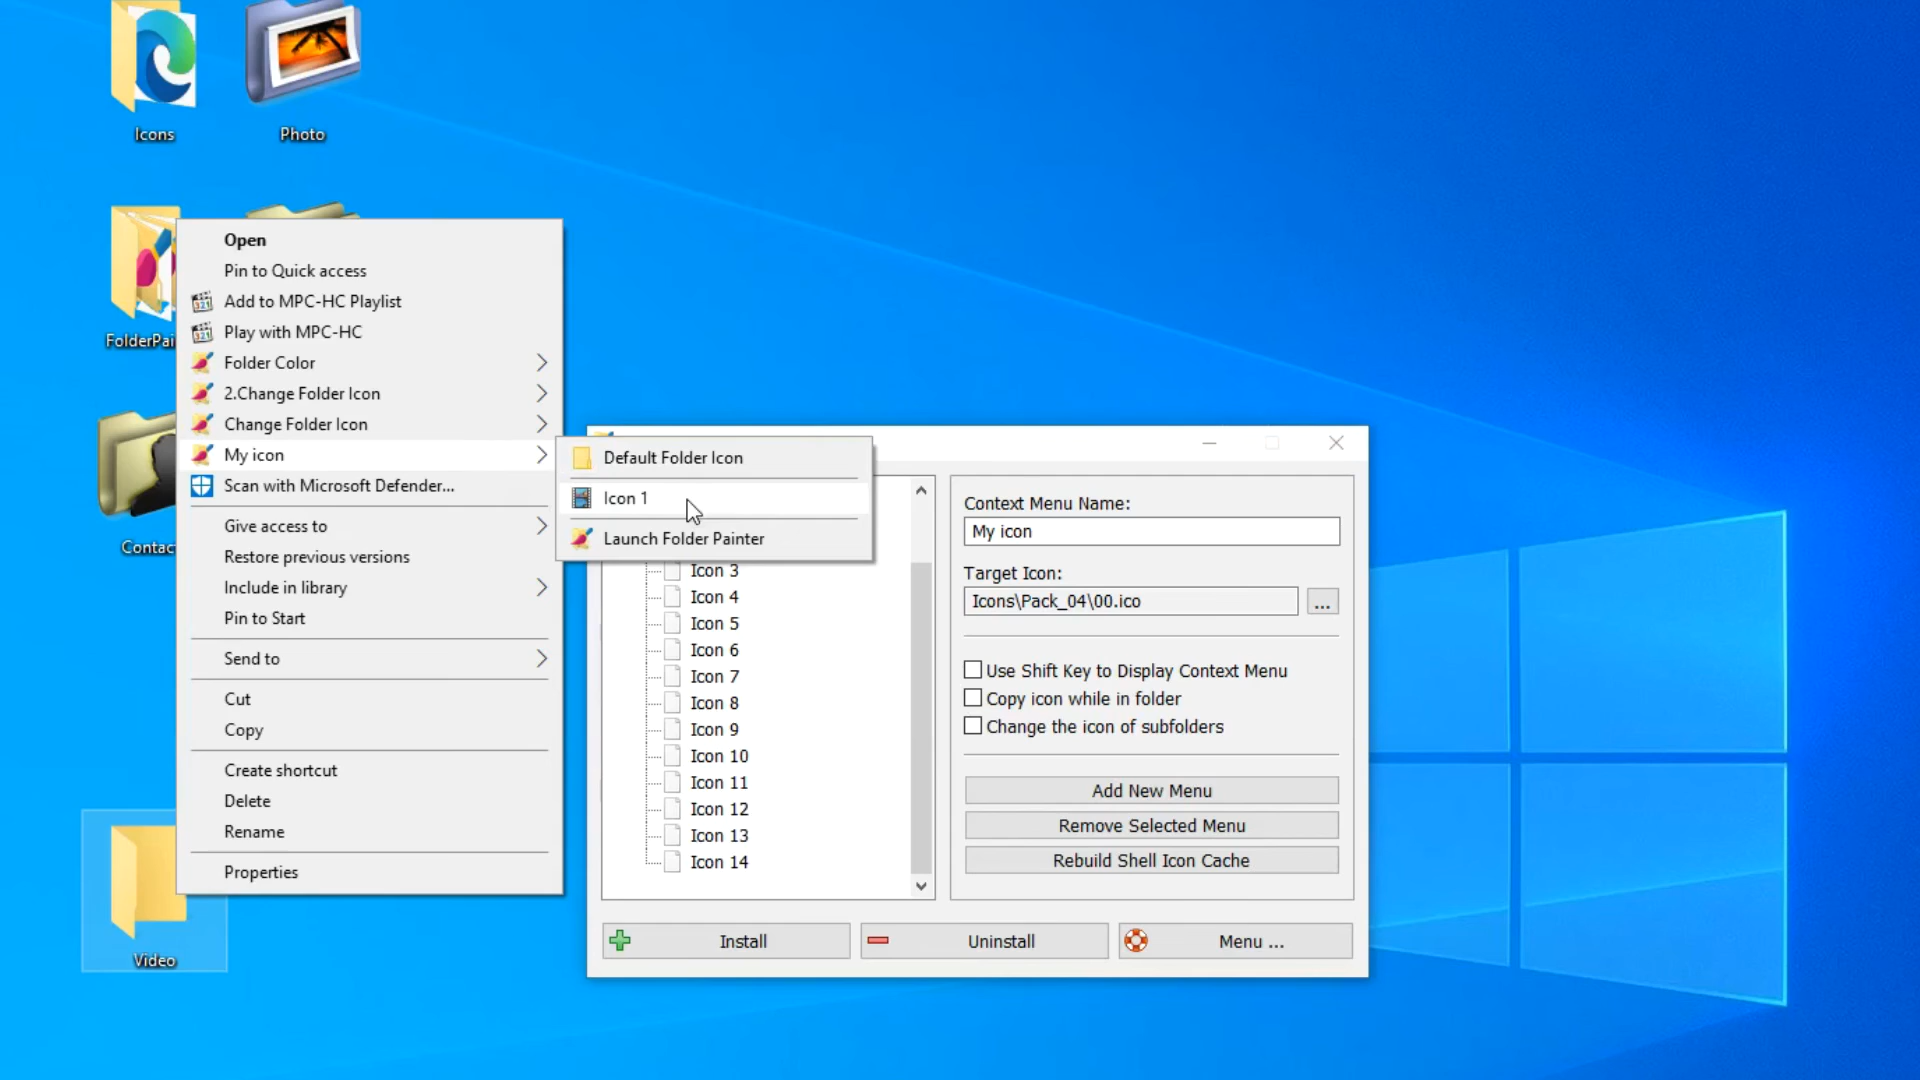 Icons
Photo
FolderPai
Contac
Video
Open
Pin to Quick access
Add to MPC-HC Playlist
Play with MPC-HC
Folder Color
2.Change Folder Icon
Change Folder Icon
My icon
Scan with Microsoft Defender...
Give access to
Restore previous versions
Include in library
Pin to Start
Send to
Cut
Copy
Create shortcut
Delete
Rename
Properties
Default Folder Icon
Icon 1
Launch Folder Painter
Icon 3
Icon 4
Icon 5
Icon 6
Icon 7
Icon 8
Icon 9
Icon 10
Icon 11
Icon 12
Icon 13
Icon 14
Context Menu Name:
My icon
Target Icon:
Icons\Pack_04\00.ico
...
Use Shift Key to Display Context Menu
Copy icon while in folder
Change the icon of subfolders
Add New Menu
Remove Selected Menu
Rebuild Shell Icon Cache
Install
Uninstall
Menu ...